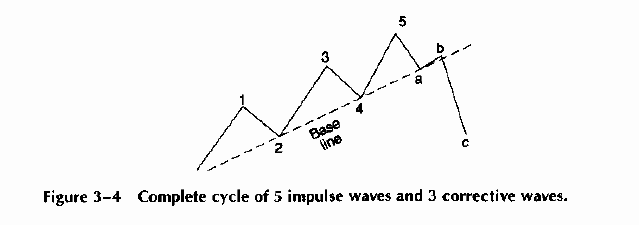 5
3
b
1
a
4
Base
line
2
c
Figure 3–4 Complete cycle of 5 impulse waves and 3 corrective waves.